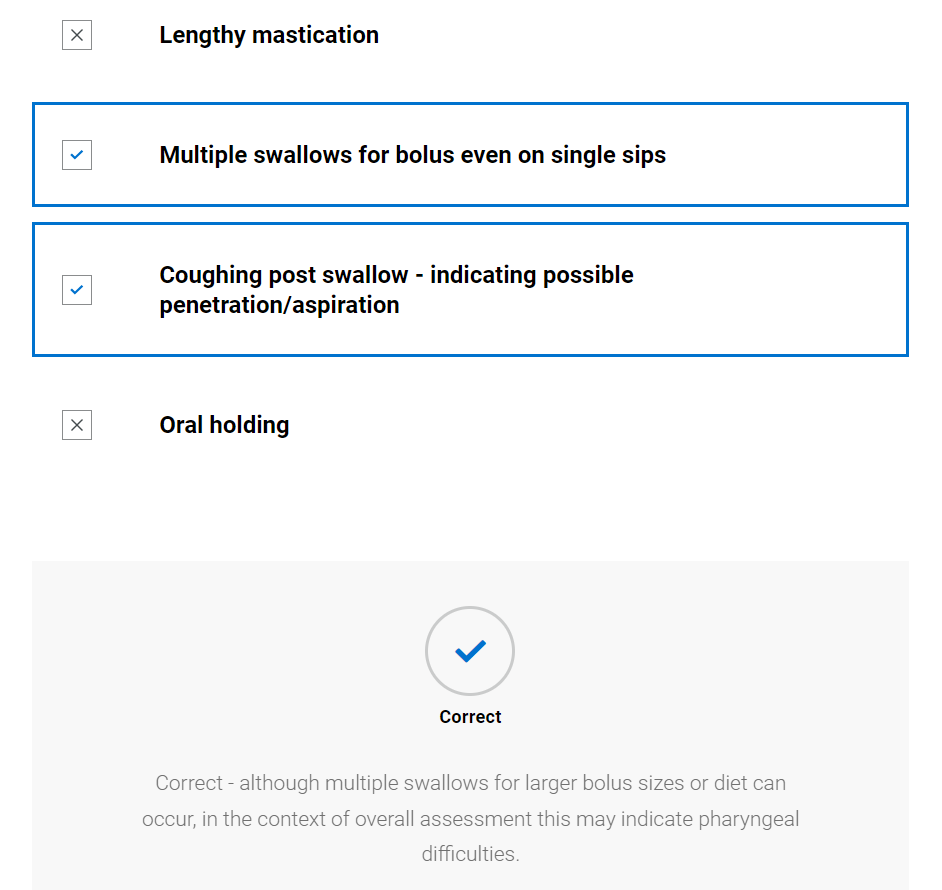 Lengthy mastication
Multiple swallows for bolus even on single sips
Coughing post swallow - indicating possible
penetration/aspiration
Oral holding
Correct
Correct - although multiple swallows for larger bolus sizes or diet can
occur, in the context of overall assessment this may indicate pharyngeal
difficulties.